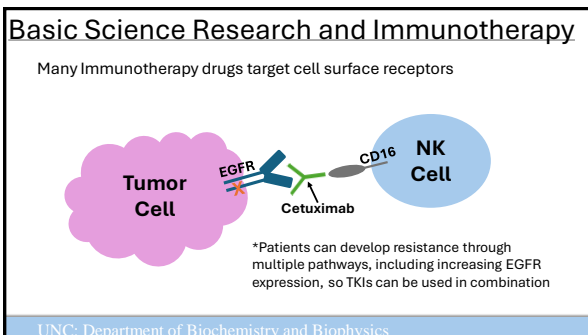 Basic Science Research and Immunotherapy
Many Immunotherapy drugs target cell surface receptors
EGFR
CD16
NK
Cell
Tumor
Cell
Cetuximab
*Patients can develop resistance through
multiple pathways, including increasing EGFR
expression, so TKIs can be used in combination
UNC: Department of Biochemistry and Biophysics